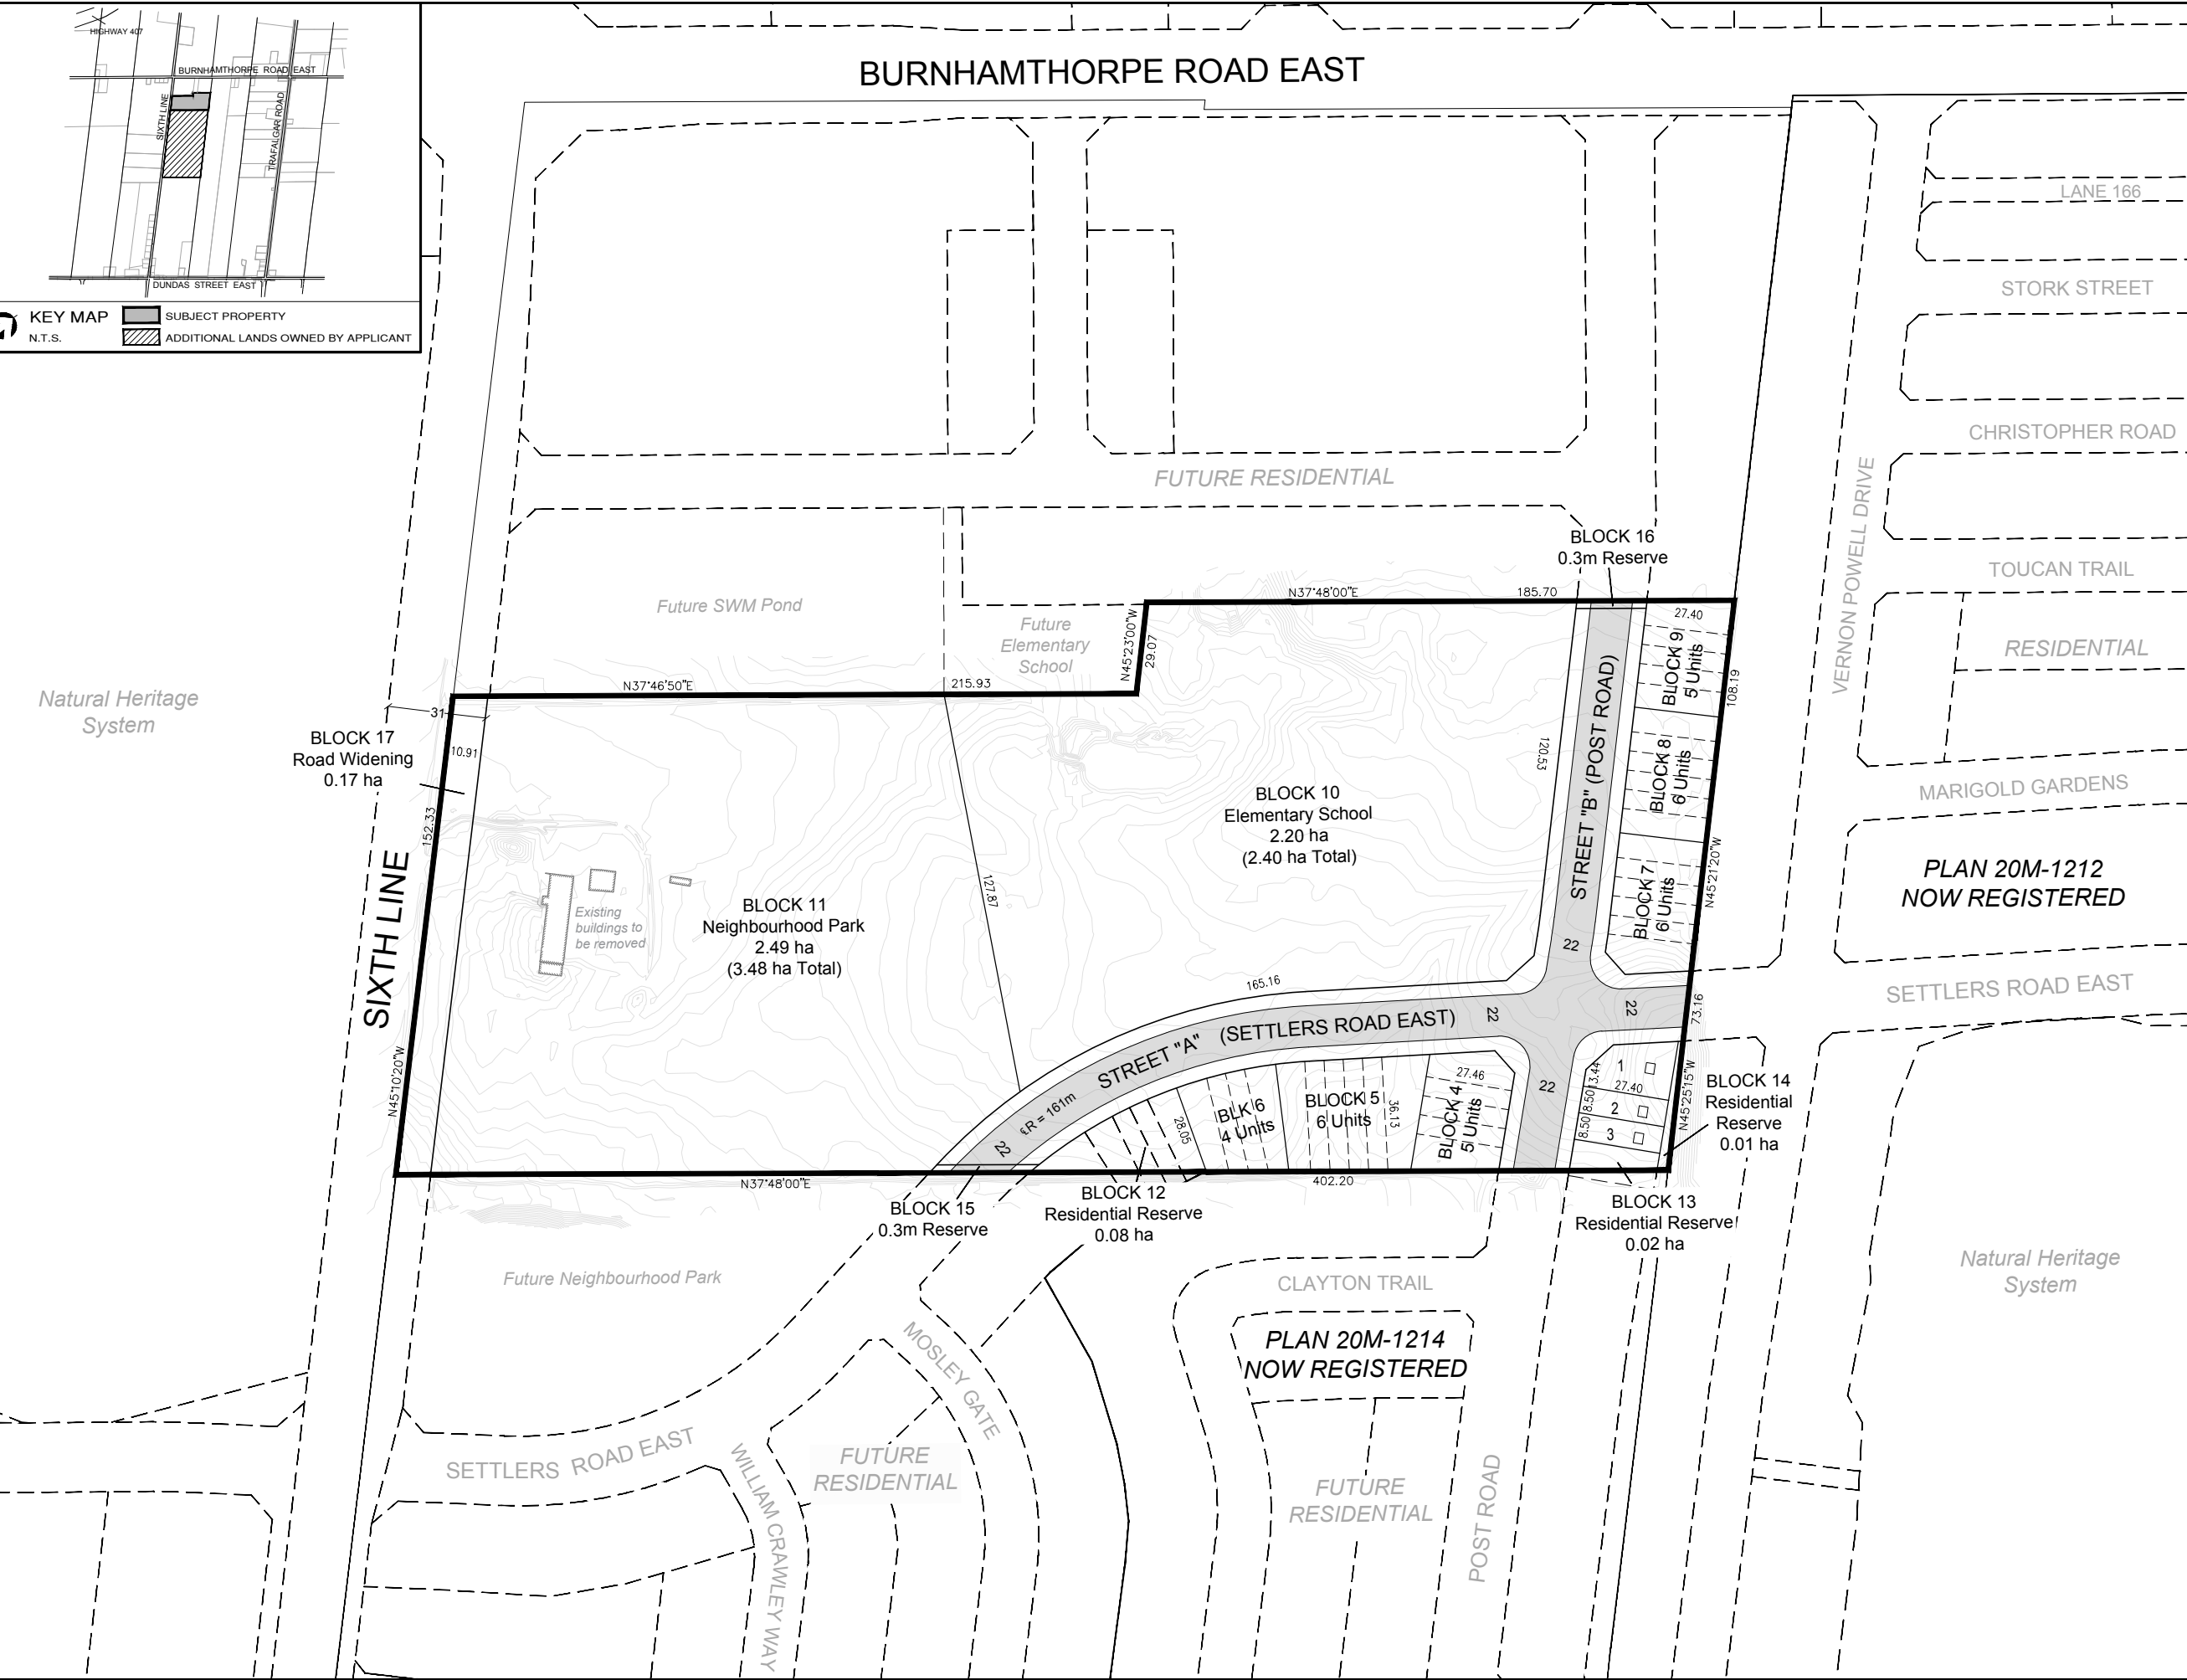 HIGHWAY 407
BURNHAMTHORPE ROAD EAST
SIXTH LINE
TRAFALGAR ROAD
DUNDAS STREET EAST
KEY MAP
N.T.S.
SUBJECT PROPERTY
ADDITIONAL LANDS OWNED BY APPLICANT
BURNHAMTHORPE ROAD EAST
LANE 166
STORK STREET
CHRISTOPHER ROAD
VERNON POWELL DRIVE
TOUCAN TRAIL
RESIDENTIAL
MARIGOLD GARDENS
PLAN 20M-1212
NOW REGISTERED
SETTLERS ROAD EAST
FUTURE RESIDENTIAL
BLOCK 16
0.3m Reserve
N37°48'00"E
185.70
27.40
Future SWM Pond
Future
Elementary
School
N45°23'00"W
29.07
N37°46'50"E
215.93
Natural Heritage
System
31
BLOCK 17
Road Widening
0.17 ha
10.91
152.33
SIXTH LINE
N45°10'20"W
Existing
buildings to
be removed
BLOCK 11
Neighbourhood Park
2.49 ha
(3.48 ha Total)
127.87
BLOCK 10
Elementary School
2.20 ha
(2.40 ha Total)
120.53
STREET "B" (POST ROAD)
22
BLOCK 9
5 Units
108.19
BLOCK 8
6 Units
BLOCK 7
6 Units
N45°21'20"W
165.16
STREET "A" (SETTLERS ROAD EAST)
22
22
73.16
22
℄R = 161m
22
28.05
BLK 6
4 Units
BLOCK 5
6 Units
36.13
27.46
BLOCK 4
5 Units
1
13.44
27.40
8.50
2
8.50
3
N45°25'15"W
BLOCK 14
Residential
Reserve
0.01 ha
N37°48'00"E
402.20
BLOCK 15
0.3m Reserve
BLOCK 12
Residential Reserve
0.08 ha
BLOCK 13
Residential Reserve
0.02 ha
Future Neighbourhood Park
CLAYTON TRAIL
Natural Heritage
System
MOSLEY GATE
PLAN 20M-1214
NOW REGISTERED
SETTLERS ROAD EAST
WILLIAM CRAWLEY WAY
FUTURE
RESIDENTIAL
FUTURE
RESIDENTIAL
POST ROAD